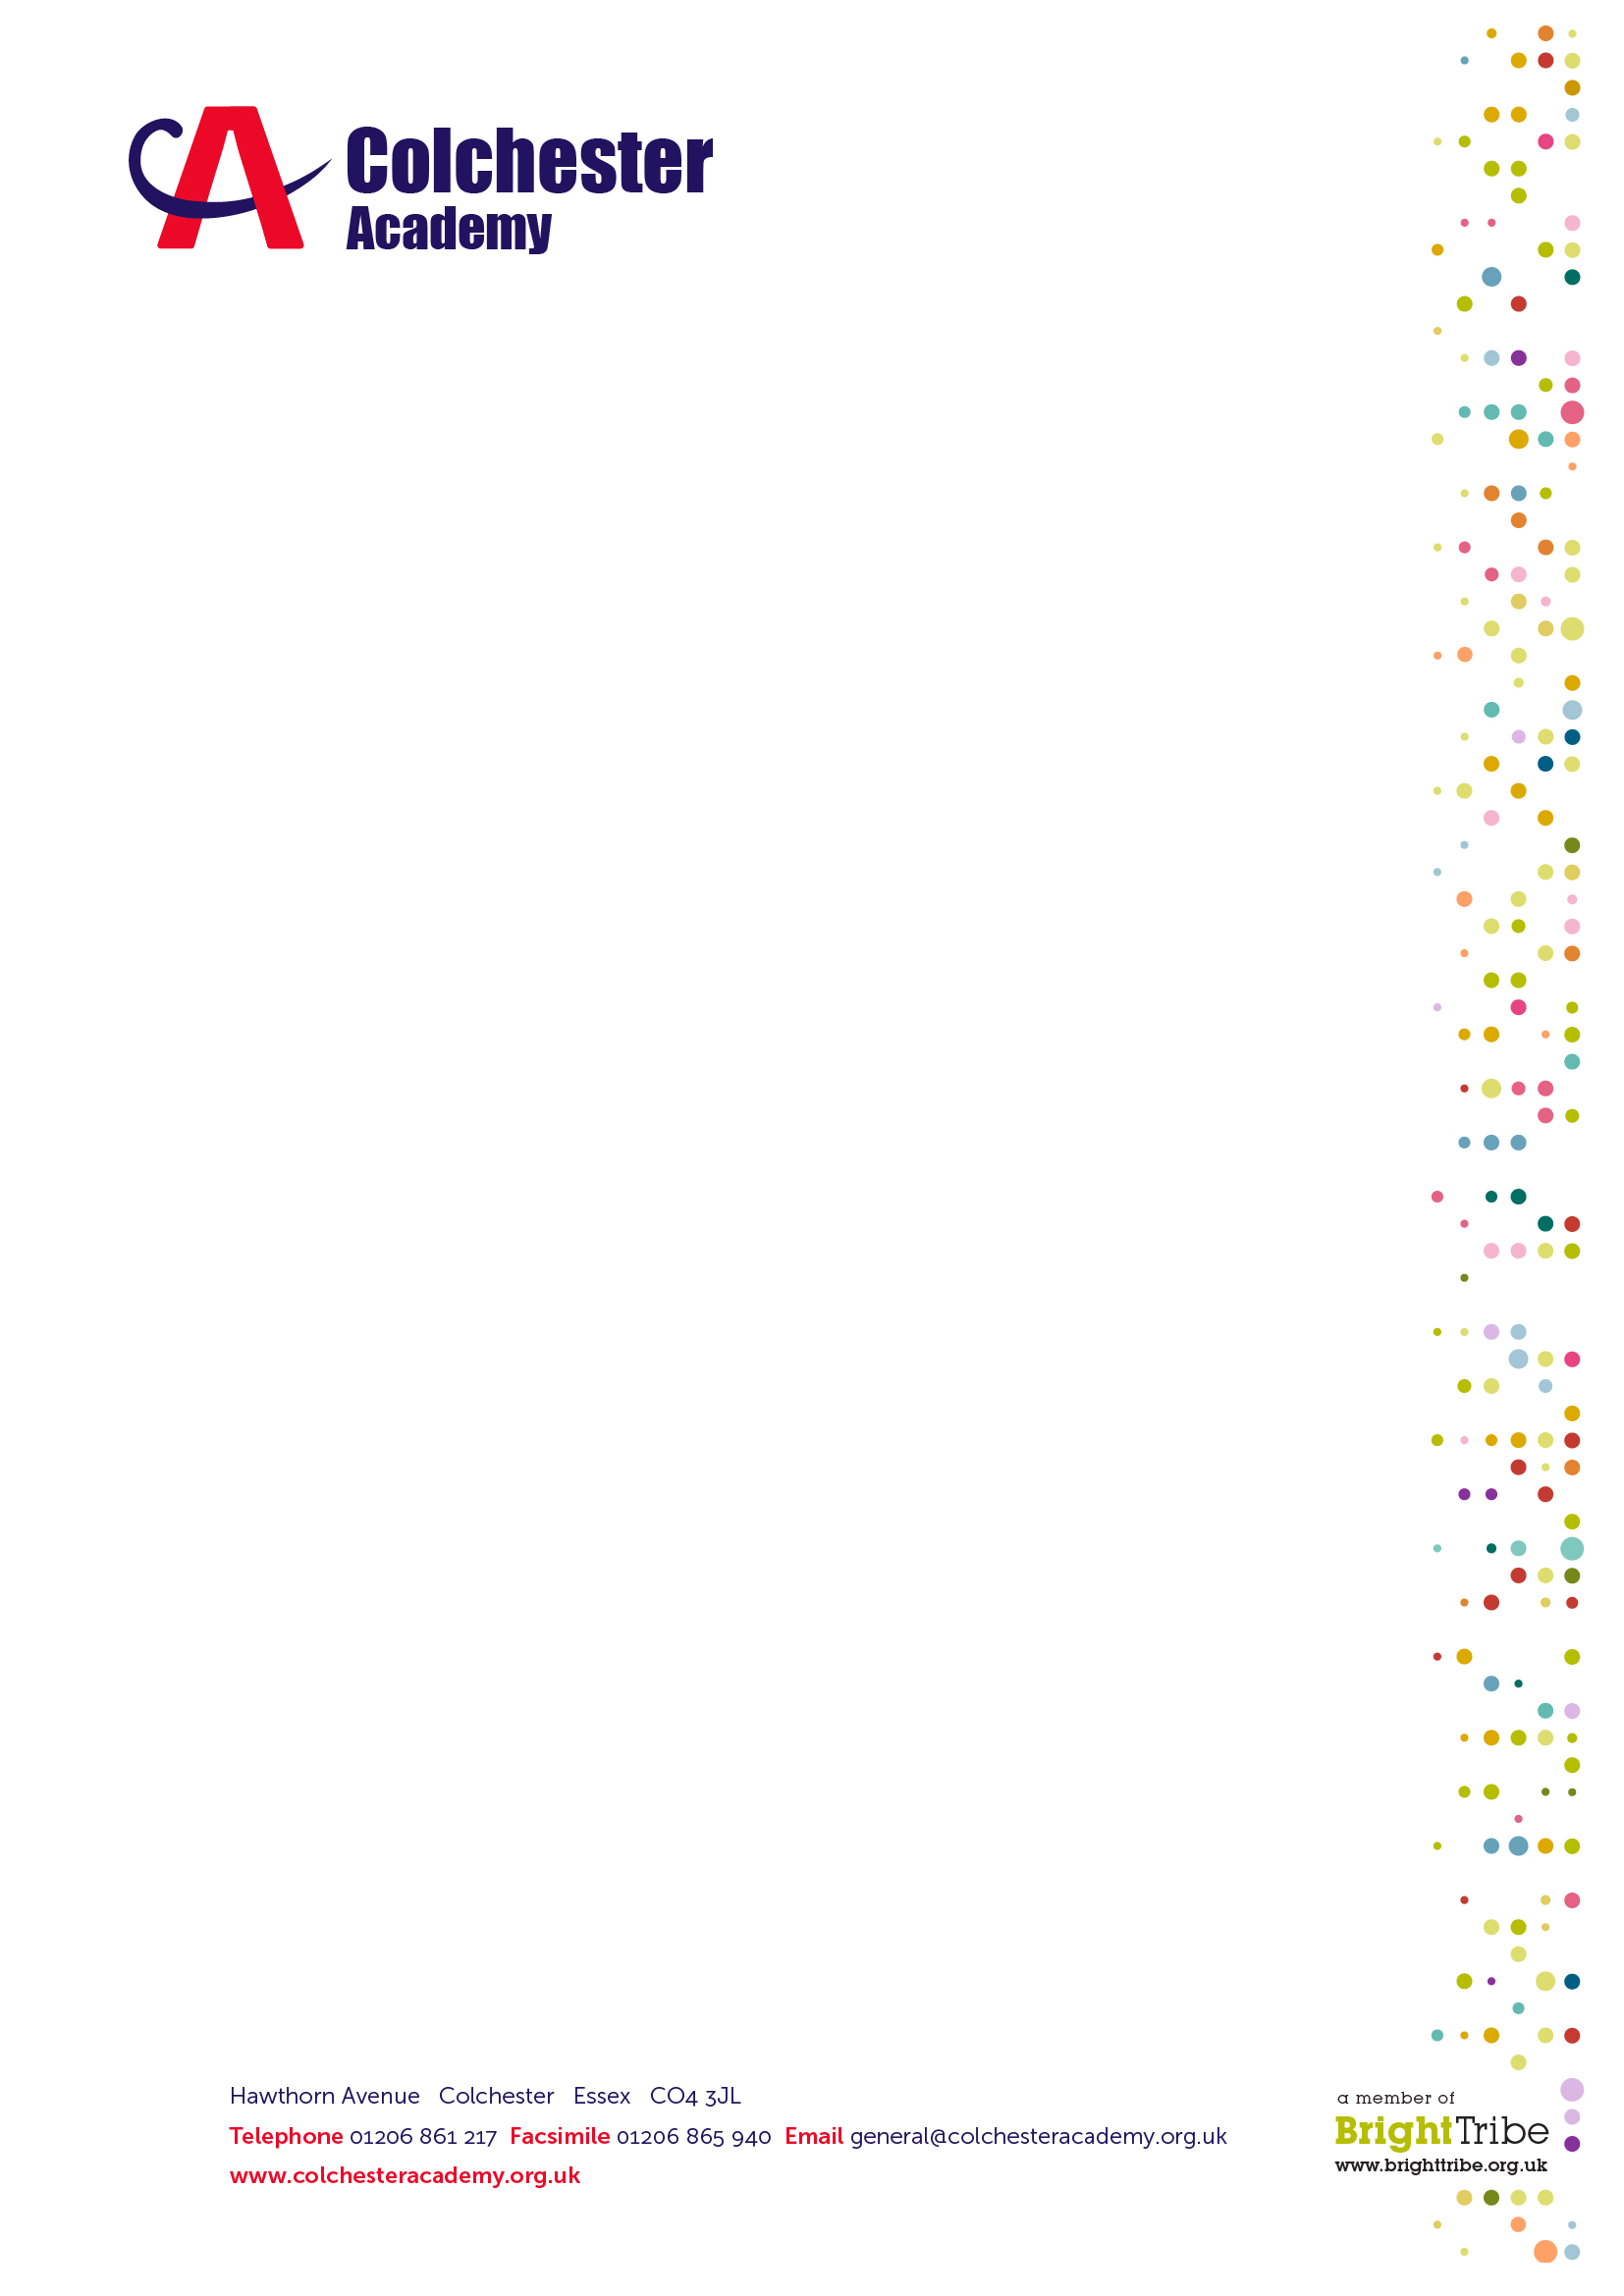 Colchester
Academy
Hawthorn Avenue Colchester Essex CO4 3JL
Telephone 01206 861 217 Facsimile 01206 865 940 Email general@colchesteracademy.org.uk
www.colchesteracademy.org.uk
a member of
BrightTribe
www.brighttribe.org.uk